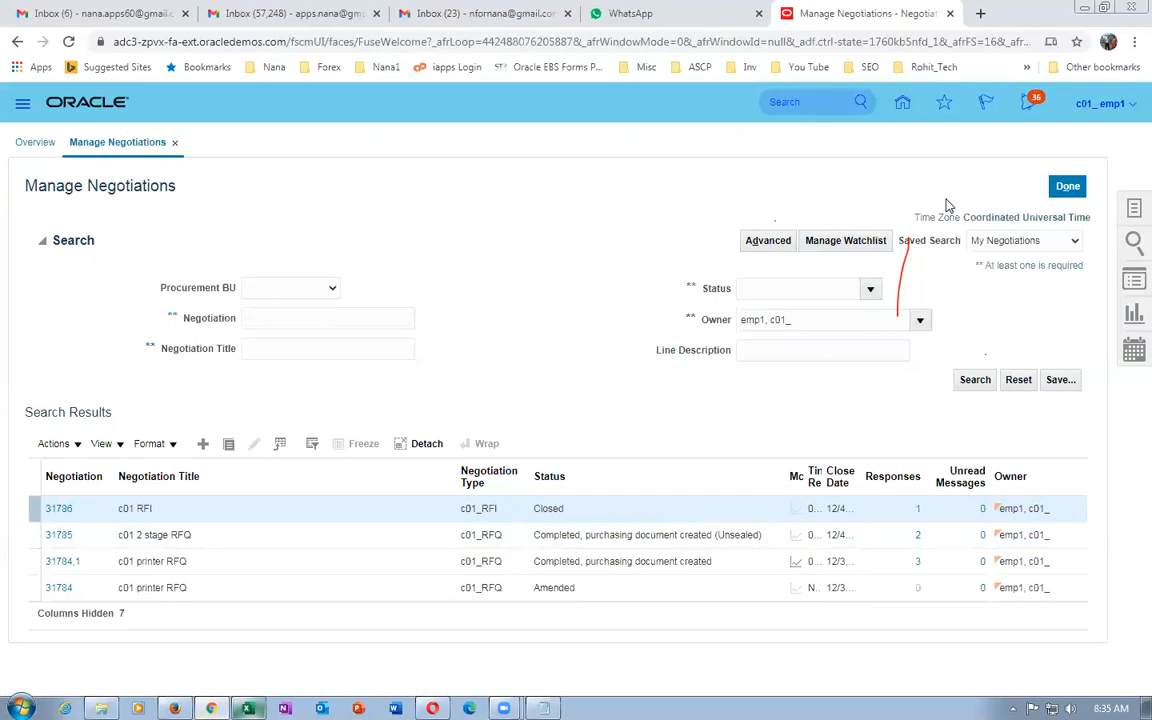 Inbox (6) - nana.apps60@gmail.c
Inbox (57,248) - apps.nana@gm
Inbox (23) - nfornana@gmail.con
WhatsApp
Manage Negotiations - Negotiat
adc3-zpvx-fa-ext.oracledemos.com/fscmUI/faces/FuseWelcome?_afrLoop=442488076205887&_afrWindowMode=0&_afrWindowId=null&_adf.ctrl-state=1760kb5nfd_1&_afrFS=16&_afr...
Apps
Suggested Sites
Bookmarks
Nana
Forex
Nana1
iapps Login
Oracle EBS Forms P...
Misc
ASCP
Inv
You Tube
SEO
Rohit_Tech
»
Other bookmarks
ORACLE
Search
36
c01_ emp1
Overview
Manage Negotiations
Manage Negotiations
Done
Time Zone Coordinated Universal Time
Search
Advanced
Manage Watchlist
Saved Search
My Negotiations
** At least one is required
Procurement BU
** Status
** Negotiation
** Owner
emp1, c01_
** Negotiation Title
Line Description
Search
Reset
Save...
Search Results
Actions
View
Format
Freeze
Detach
Wrap
Negotiation Negotiation Title Negotiation Type Status Mc Tir Re Close Date Responses Unread Messages Owner
31786 c01 RFI c01_RFI Closed 0... 12/4... 1 0 emp1, c01_
31785 c01 2 stage RFQ c01_RFQ Completed, purchasing document created (Unsealed) 0... 12/4... 2 0 emp1, c01_
31784,1 c01 printer RFQ c01_RFQ Completed, purchasing document created 0... 12/3... 3 0 emp1, c01_
31784 c01 printer RFQ c01_RFQ Amended N.. 12/3... 0 0 emp1, c01_
Columns Hidden 7
8:35 AM